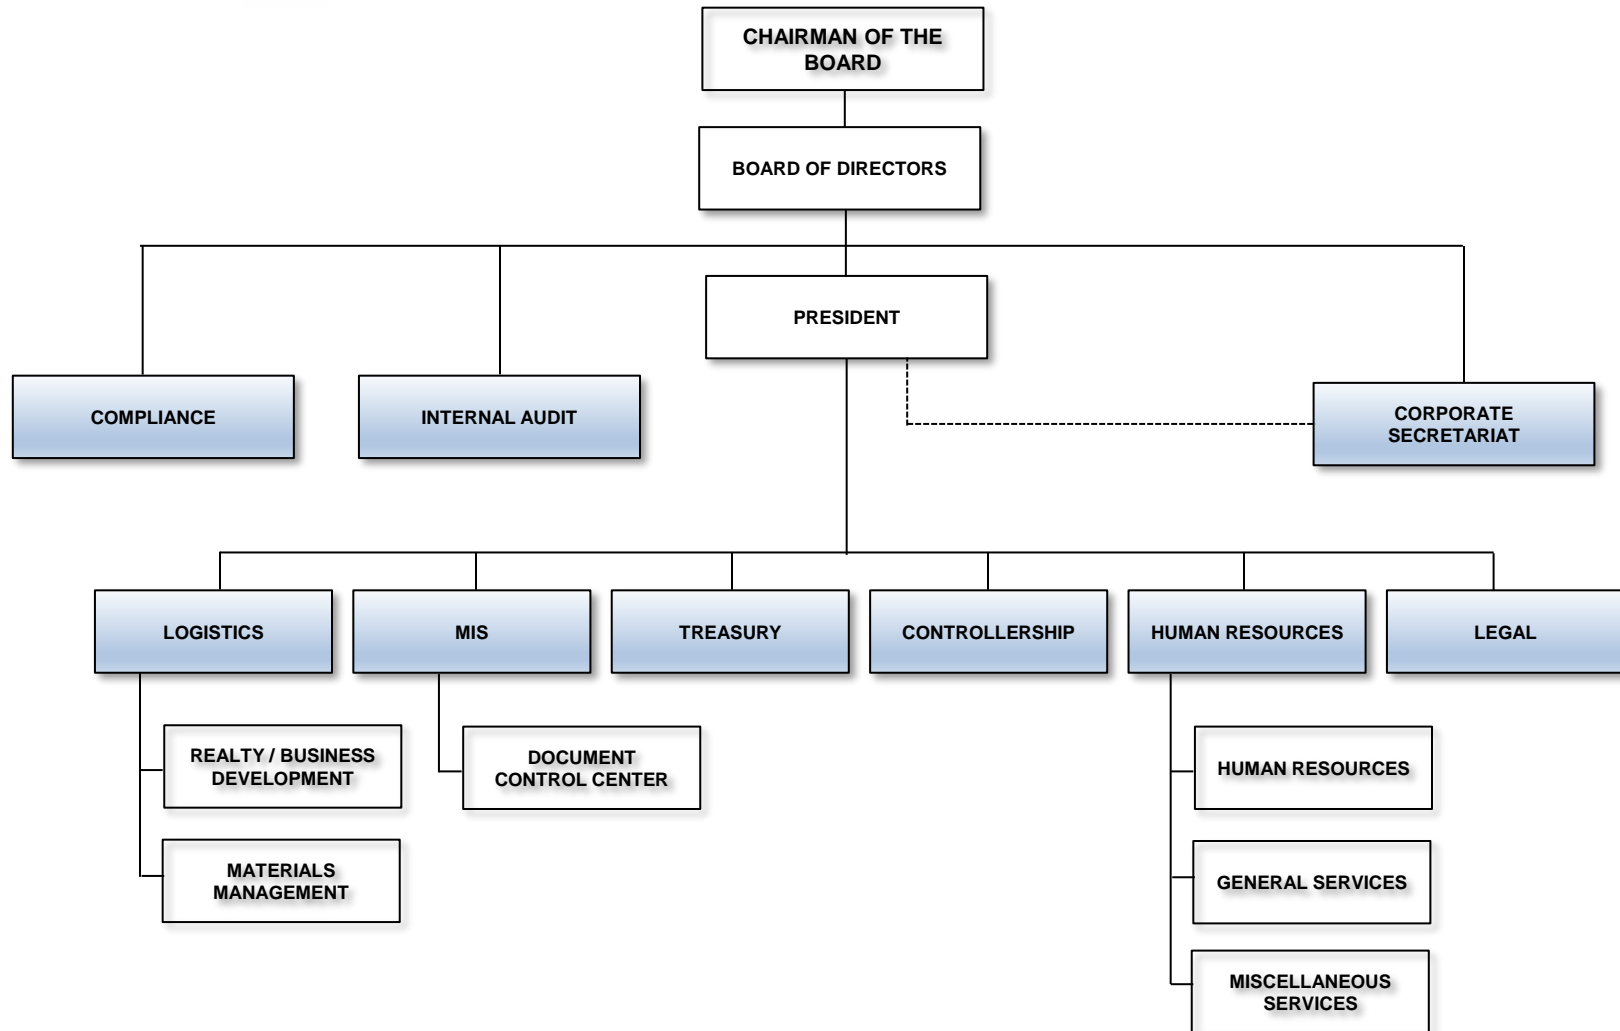 CHAIRMAN OF THE
BOARD
BOARD OF DIRECTORS
PRESIDENT
COMPLIANCE
INTERNAL AUDIT
CORPORATE
SECRETARIAT
LOGISTICS
MIS
TREASURY
CONTROLLERSHIP
HUMAN RESOURCES
LEGAL
REALTY / BUSINESS
DEVELOPMENT
DOCUMENT
CONTROL CENTER
HUMAN RESOURCES
MATERIALS
MANAGEMENT
GENERAL SERVICES
MISCELLANEOUS
SERVICES